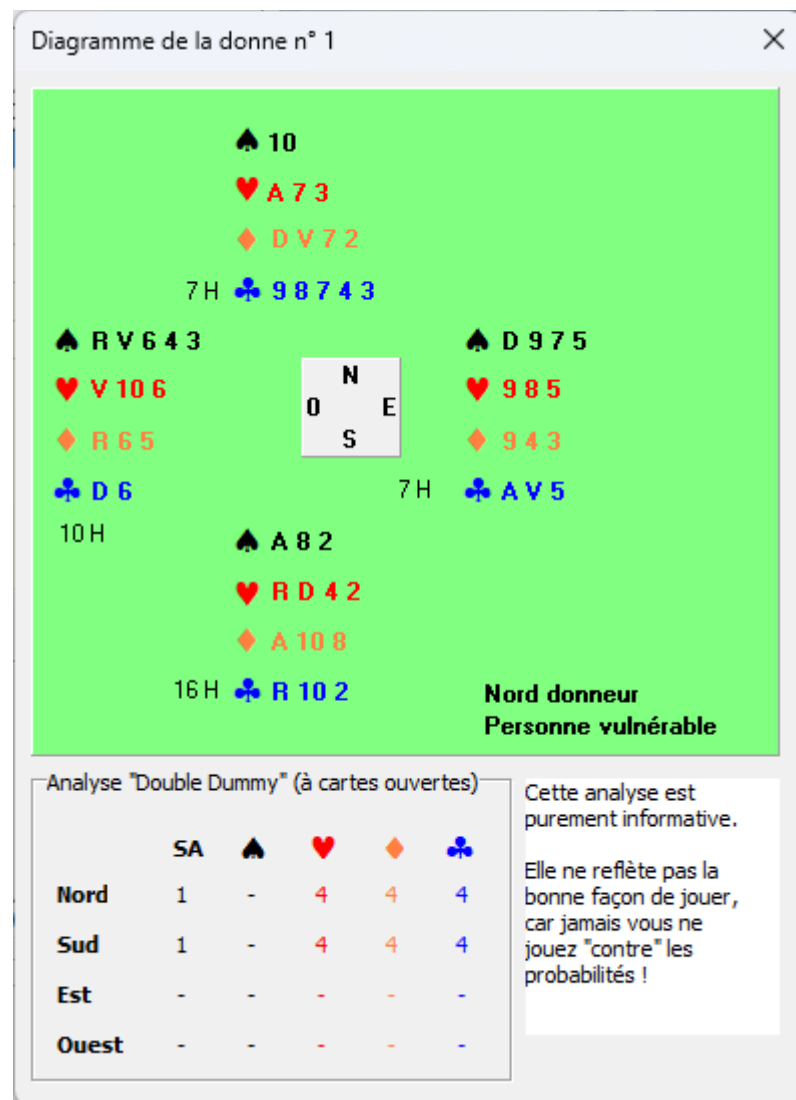 Diagramme de la donne n° 1
♠ 10
♥ A 7 3
♦ D V 7 2
7 H ♣ 9 8 7 4 3
♠ R V 6 4 3
♥ V 10 6
♦ R 6 5
♣ D 6
10 H
N
O E
S
♠ D 9 7 5
♥ 9 8 5
♦ 9 4 3
7 H ♣ A V 5
♠ A 8 2
♥ R D 4 2
♦ A 10 8
16 H ♣ R 10 2
Nord donneur
Personne vulnérable
Analyse "Double Dummy" (à cartes ouvertes)
SA ♠ ♥ ♦ ♣
Nord 1 - 4 4 4
Sud 1 - 4 4 4
Est - - - - -
Ouest - - - - -
Cette analyse est
purement informative.
Elle ne reflète pas la
bonne façon de jouer,
car jamais vous ne
jouez "contre" les
probabilités !